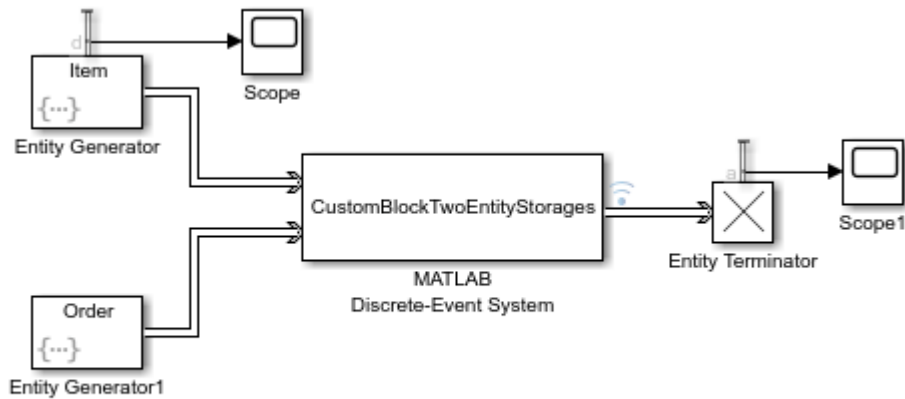 d
Item
{...}
Entity Generator
Scope
CustomBlockTwoEntityStorages
MATLAB
Discrete-Event System
a
Entity Terminator
Scope1
Order
{...}
Entity Generator1